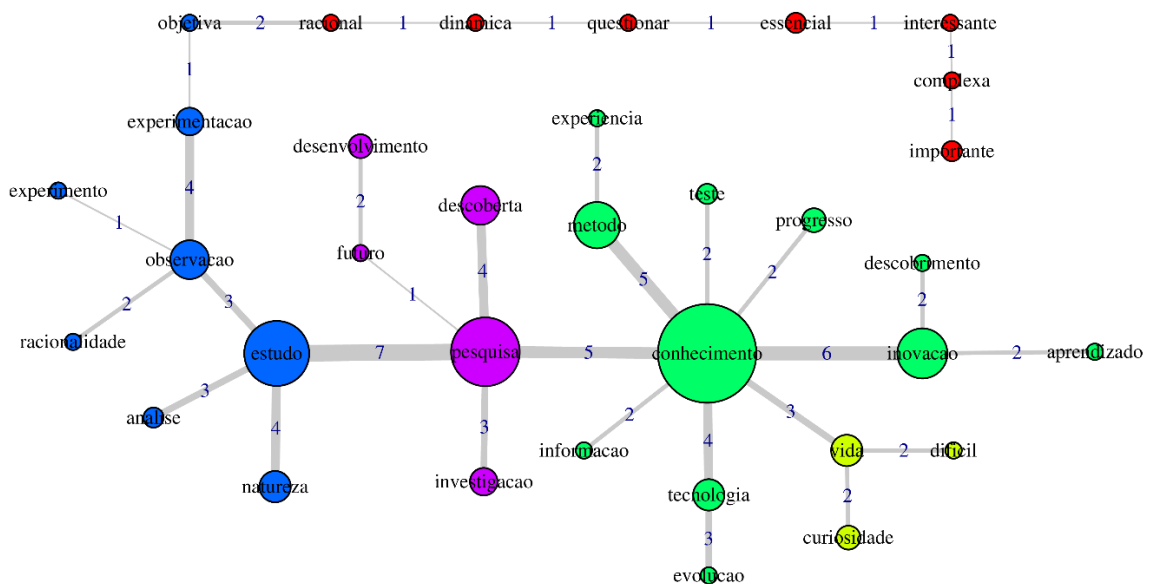 objetiva 2 racional 1 dinamica 1 questionar 1 essencial 1 interessante
1 1
complexa
experimentacao experiencia 1
desenvolvimento importante
4 2
experimento teste
2 descoberta progresso
1 metodo
observacao futuro 2 2 descobrimento
3 4 5
2 1 2
racionalidade
estudo 7 pesquisa 5 conhecimento 6 inovacao 2 aprendizado
3 3
analise 4 3 2 4
informacao vida 2 dificil
natureza investigacao tecnologia 2
3 curiosidade
evolucao